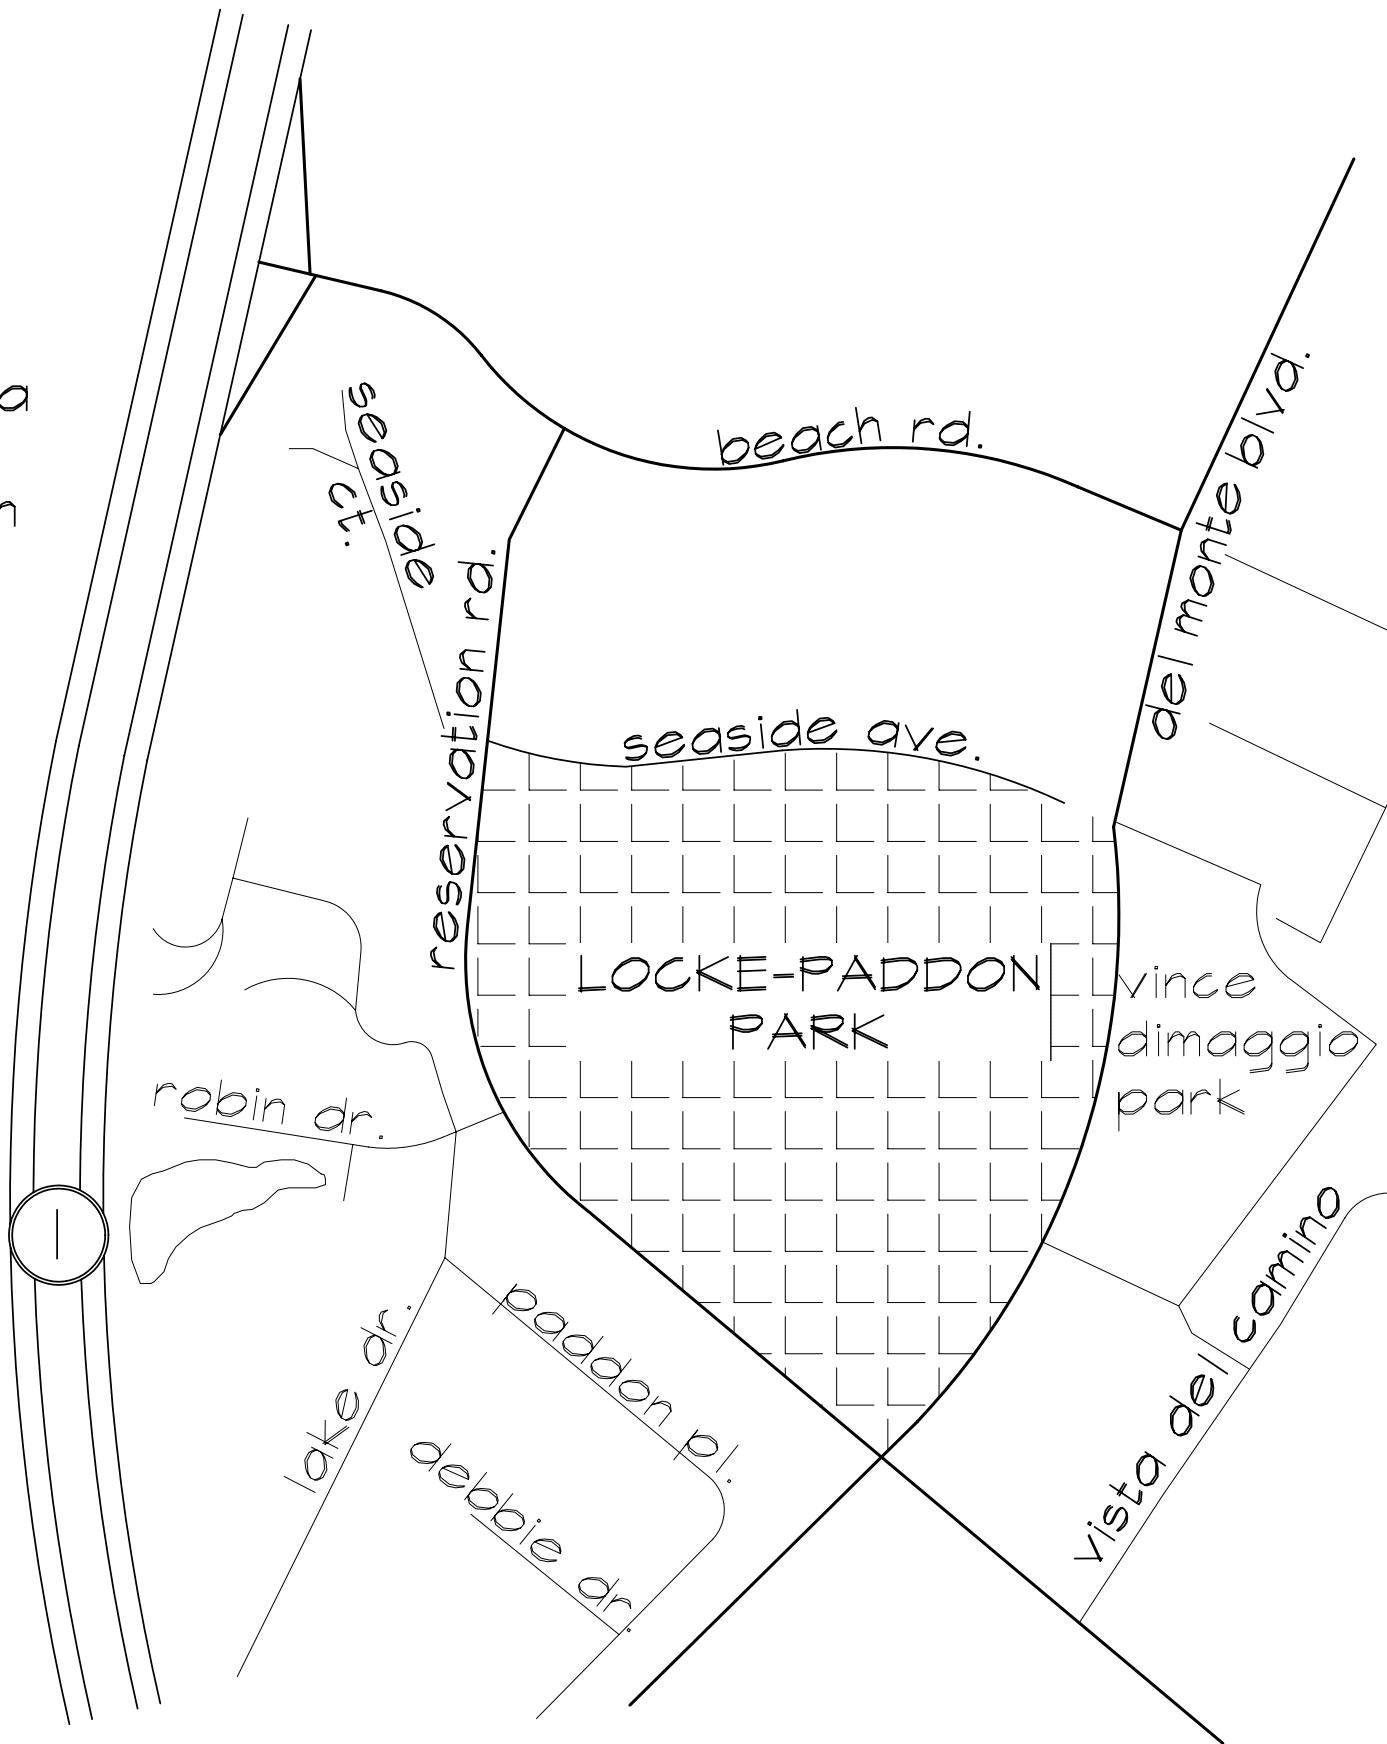 a
n
beach rd.
del monte blvd.
seaside
ct.
reservation rd.
seaside ave.
LOCKE-PADDON
PARK
vince
dimaggio
park
robin dr.
1
lake dr.
paddon pl.
debbie dr.
vista del camino